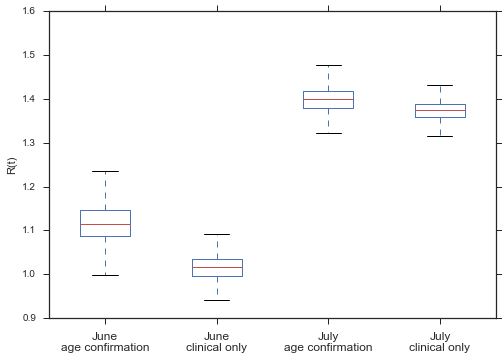 1.6
1.5
1.4
1.3
1.2
1.1
1.0
0.9
R(t)
June
age confirmation
June
clinical only
July
age confirmation
July
clinical only